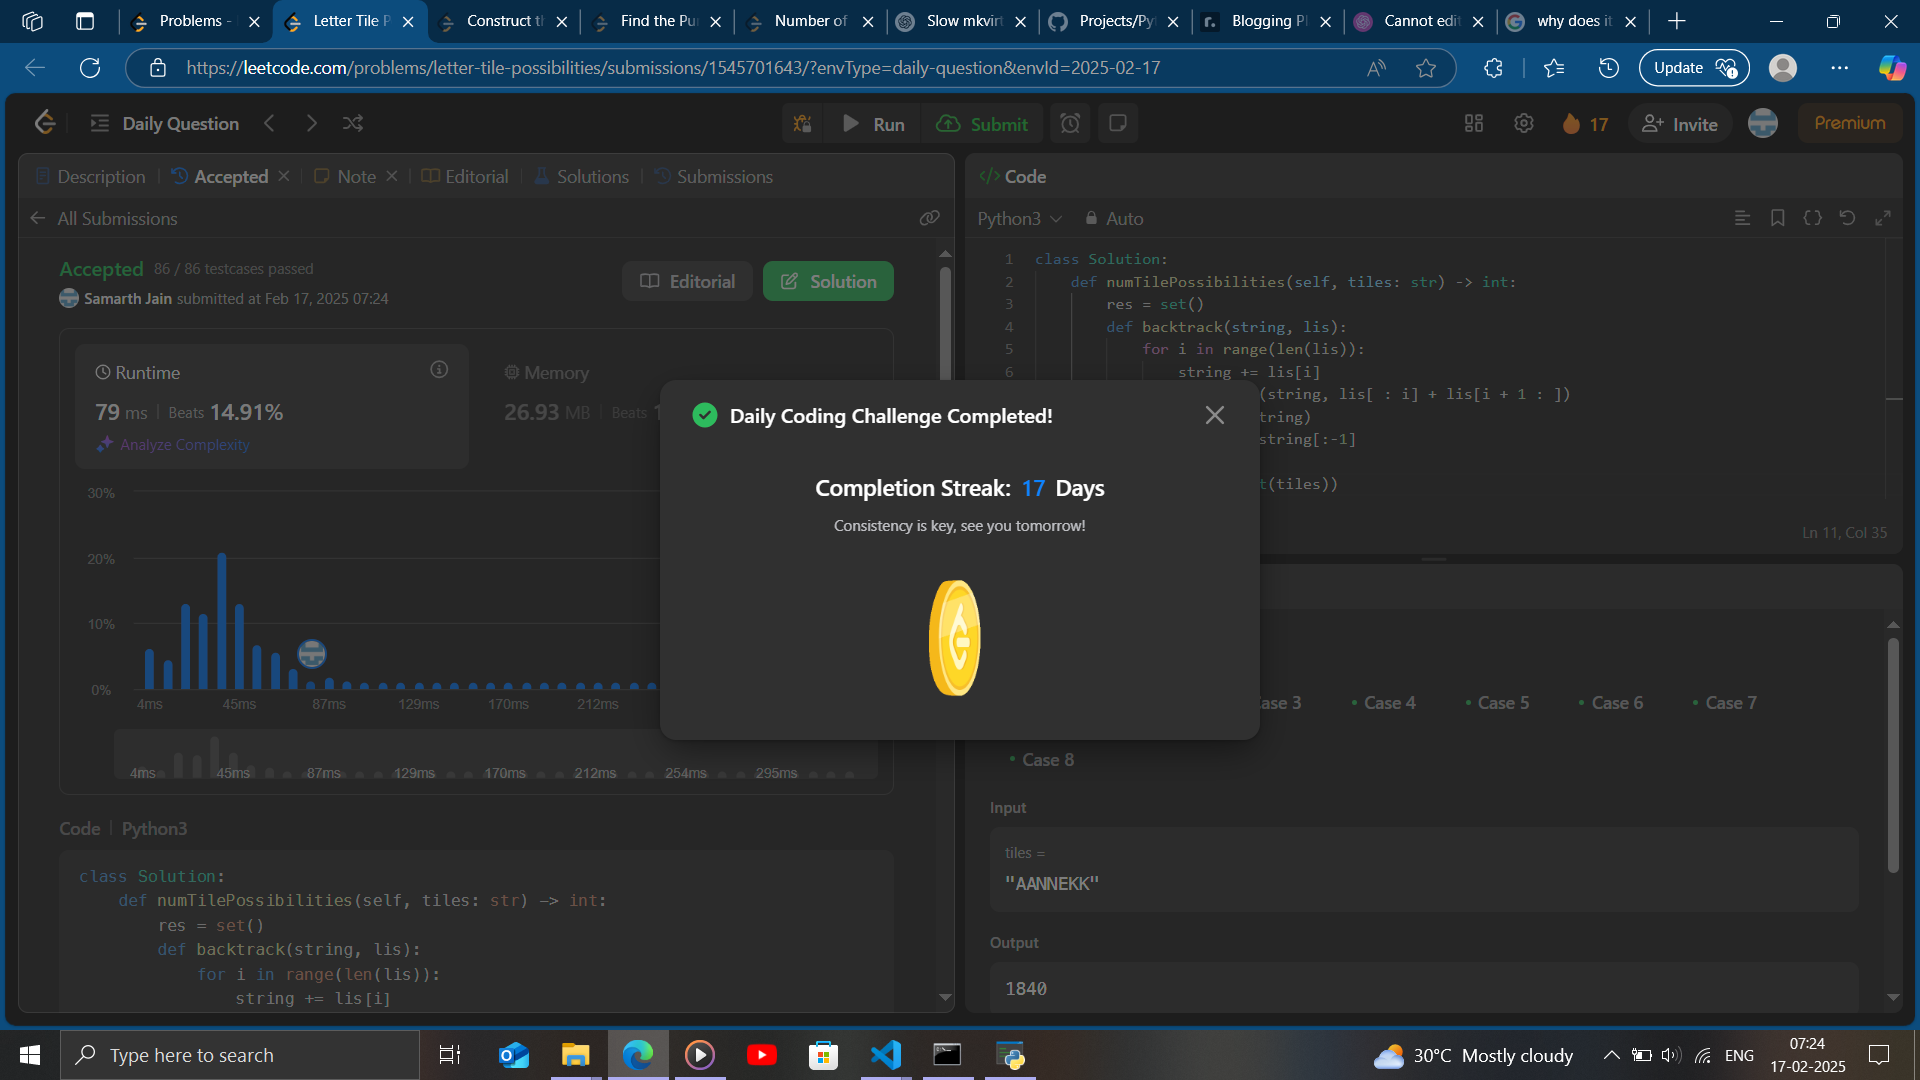 Problems -
Letter Tile P
Construct th
Find the Pu
Number of
Slow mkvirt
Projects/Py
Blogging Pl
Cannot edit
why does it
https://leetcode.com/problems/letter-tile-possibilities/submissions/1545701643/?envType=daily-question&envId=2025-02-17
Update
Daily Question
Run
Submit
17
Invite
Premium
Description
Accepted
Note
Editorial
Solutions
Submissions
All Submissions
Accepted 86 / 86 testcases passed
Samarth Jain submitted at Feb 17, 2025 07:24
Editorial
Solution
Runtime
79 ms | Beats 14.91%
Analyze Complexity
Memory
26.93 MB | Beats
30%
20%
10%
0%
4ms 45ms 87ms 129ms 170ms 212ms
4ms 45ms 87ms 129ms 170ms 212ms 254ms 295ms
Code | Python3
class Solution:
def numTilePossibilities(self, tiles: str) -> int:
res = set()
def backtrack(string, lis):
for i in range(len(lis)):
string += lis[i]
</> Code
Python3
Auto
1 class Solution:
2 def numTilePossibilities(self, tiles: str) -> int:
3 res = set()
4 def backtrack(string, lis):
5 for i in range(len(lis)):
6 string += lis[i]
(string, lis[ : i] + lis[i + 1 : ])
tring)
string[:-1]
t(tiles))
Ln 11, Col 35
Daily Coding Challenge Completed!
Completion Streak: 17 Days
Consistency is key, see you tomorrow!
ase 3
Case 4
Case 5
Case 6
Case 7
Case 8
Input
tiles =
"AANNEKK"
Output
1840
Type here to search
30°C Mostly cloudy
ENG
07:24
17-02-2025